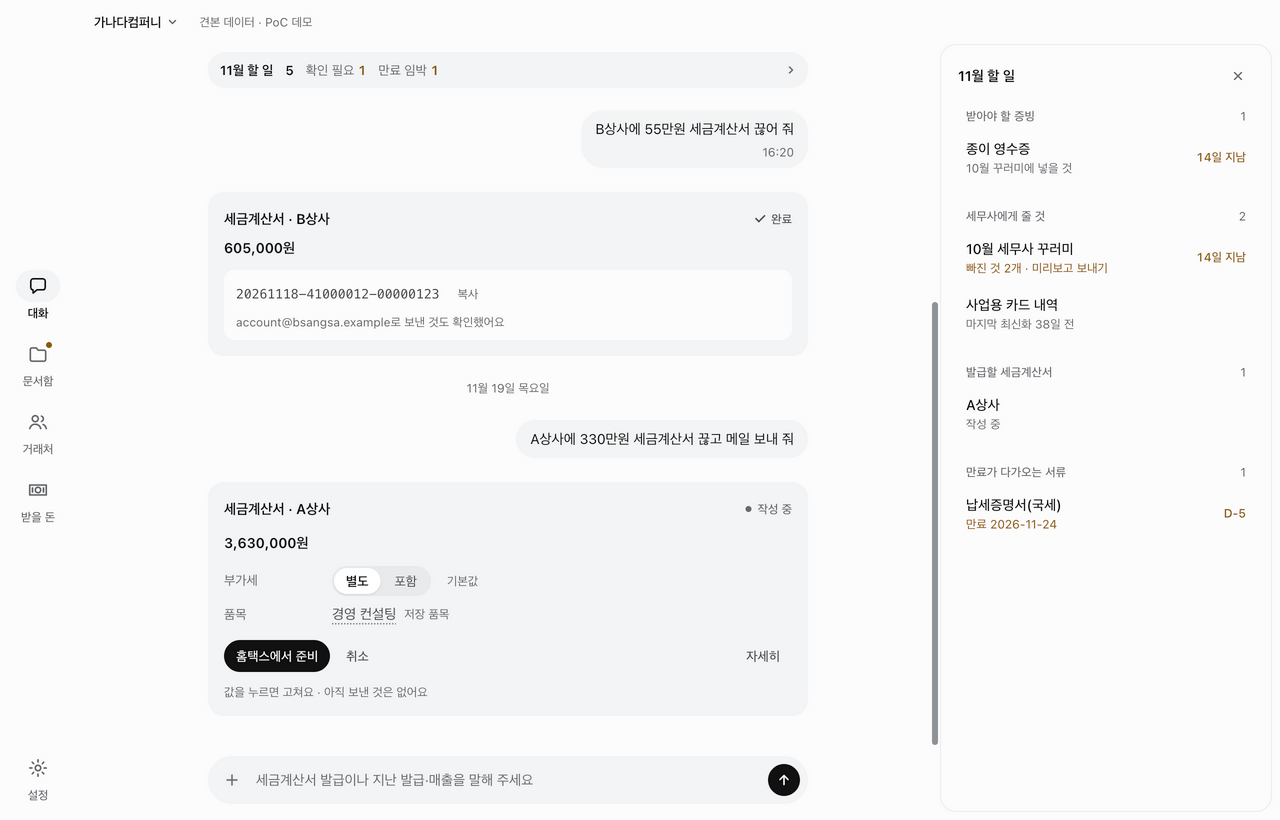 가나다컴퍼니
견본 데이터 · PoC 데모
대화
문서함
거래처
받을 돈
설정
11월 할 일 5 확인 필요 1 만료 임박 1
B상사에 55만원 세금계산서 끊어 줘
16:20
세금계산서 · B상사
완료
605,000원
20261118-41000012-00000123 복사
account@bsangsa.example로 보낸 것도 확인했어요
11월 19일 목요일
A상사에 330만원 세금계산서 끊고 메일 보내 줘
세금계산서 · A상사
작성 중
3,630,000원
부가세 별도 포함 기본값
품목 경영 컨설팅 저장 품목
홈택스에서 준비 취소 자세히
값을 누르면 고쳐요 · 아직 보낸 것은 없어요
세금계산서 발급이나 지난 발급·매출을 말해 주세요
11월 할 일
받아야 할 증빙 1
종이 영수증
10월 꾸러미에 넣을 것
14일 지남
세무사에게 줄 것 2
10월 세무사 꾸러미
빠진 것 2개 · 미리보고 보내기
14일 지남
사업용 카드 내역
마지막 최신화 38일 전
발급할 세금계산서 1
A상사
작성 중
만료가 다가오는 서류 1
납세증명서(국세)
만료 2026-11-24
D-5